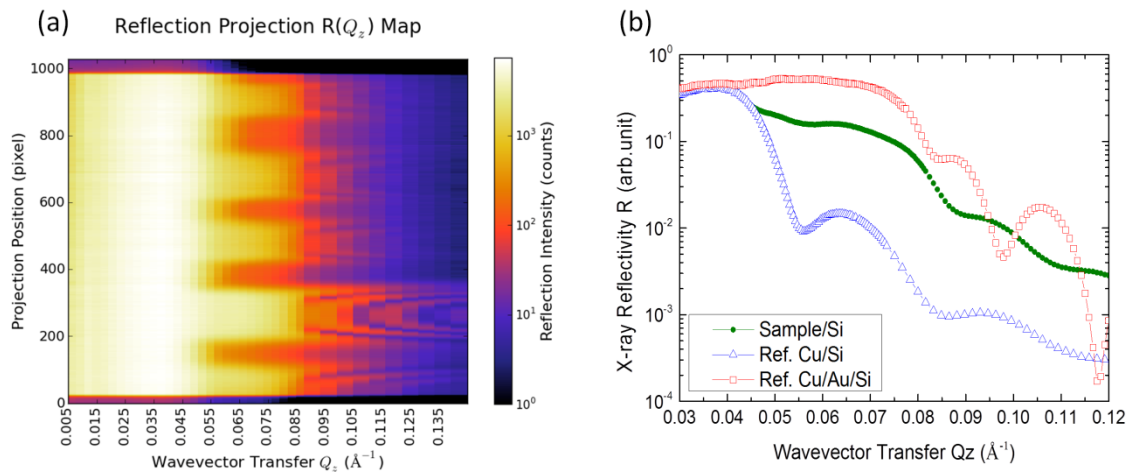 (a)
Reflection Projection R(Q_z) Map
Projection Position (pixel)
1000
800
600
400
200
0
0.005
0.015
0.025
0.035
0.045
0.055
0.065
0.075
0.085
0.095
0.105
0.115
0.125
0.135
Wavevector Transfer Q_z (Å⁻¹)
10³
10²
10¹
10⁰
Reflection Intensity (counts)
(b)
X-ray Reflectivity R (arb.unit)
10⁰
10⁻¹
10⁻²
10⁻³
10⁻⁴
Sample/Si
Ref. Cu/Si
Ref. Cu/Au/Si
0.03 0.04 0.05 0.06 0.07 0.08 0.09 0.10 0.11 0.12
Wavevector Transfer Qz (Å⁻¹)